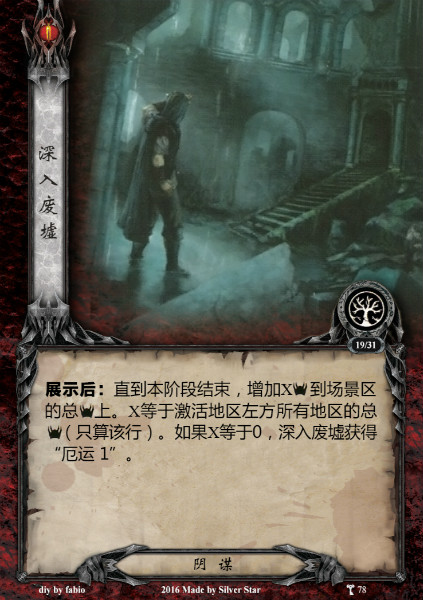 深入废墟
19/31
展示后：直到本阶段结束，增加X到场景区
的总上。X等于激活地区左方所有地区的总
（只算该行）。如果X等于0，深入废墟获得
“厄运 1”。
阴谋
diy by fabio
2016 Made by Silver Star
78